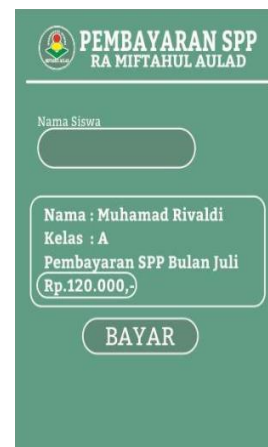 PEMBAYARAN SPP
RA MIFTAHUL AULAD
Nama Siswa
Nama : Muhamad Rivaldi
Kelas : A
Pembayaran SPP Bulan Juli
Rp.120.000,-
BAYAR